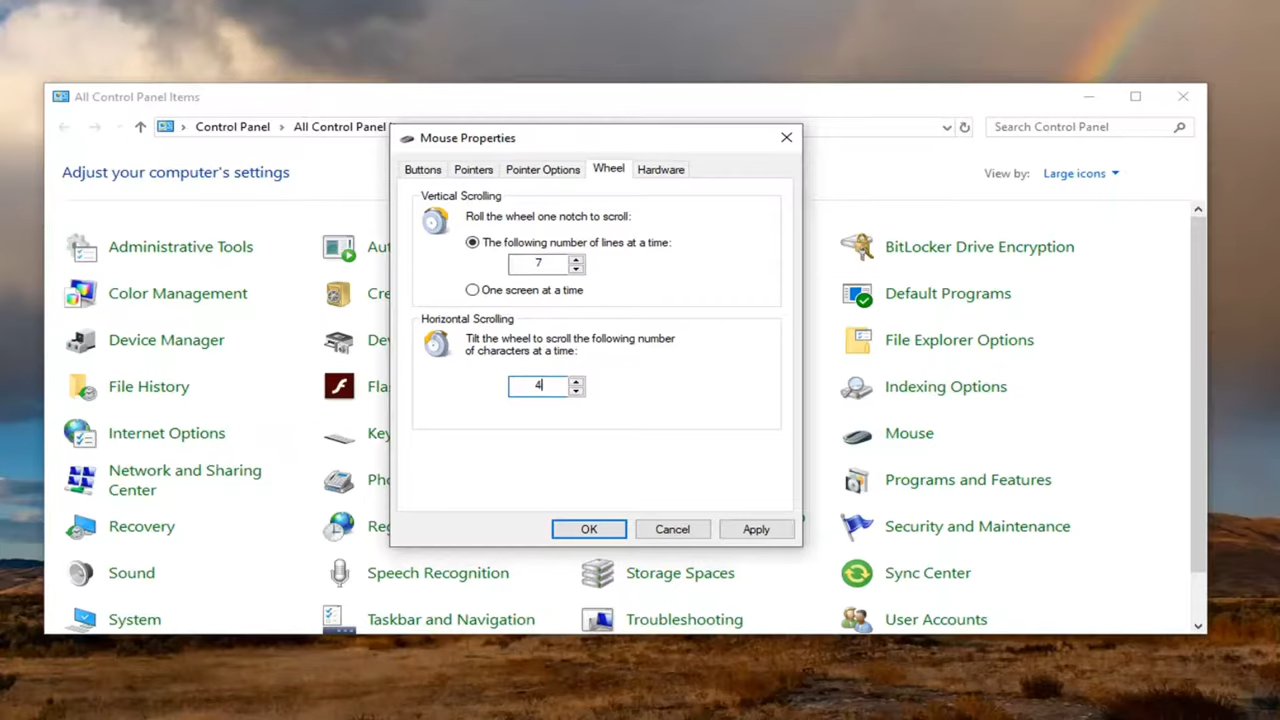 All Control Panel Items
Control Panel > All Control Panel
Search Control Panel
Mouse Properties
Adjust your computer's settings
View by: Large icons
Buttons Pointers Pointer Options Wheel Hardware
Vertical Scrolling
Roll the wheel one notch to scroll:
The following number of lines at a time:
7
One screen at a time
Horizontal Scrolling
Tilt the wheel to scroll the following number
of characters at a time:
4
OK Cancel Apply
Administrative Tools
BitLocker Drive Encryption
Color Management
Default Programs
Device Manager
File Explorer Options
File History
Indexing Options
Internet Options
Mouse
Network and Sharing
Center
Programs and Features
Recovery
Security and Maintenance
Sound
Speech Recognition
Storage Spaces
Sync Center
System
Taskbar and Navigation
Troubleshooting
User Accounts